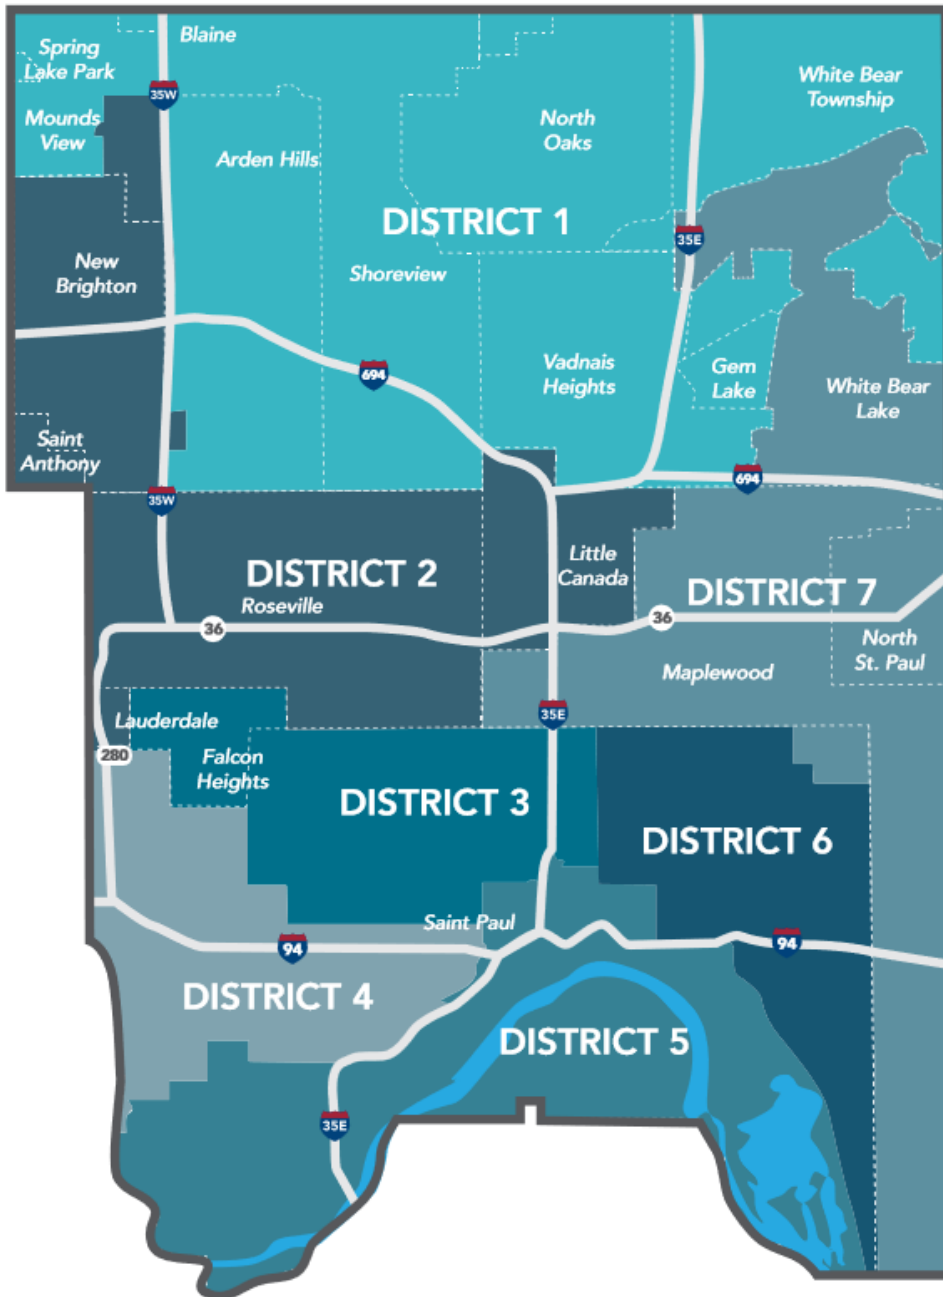 Blaine
Spring
Lake Park
White Bear
Township
35W
Mounds
View
North
Oaks
Arden Hills
DISTRICT 1
35E
New
Brighton
Shoreview
Vadnais
Heights
Gem
Lake
694
White Bear
Lake
Saint
Anthony
694
35W
Little
Canada
DISTRICT 2
DISTRICT 7
Roseville
36
36
North
St. Paul
Maplewood
Lauderdale
35E
280
Falcon
Heights
DISTRICT 3
DISTRICT 6
Saint Paul
94
94
DISTRICT 4
DISTRICT 5
35E